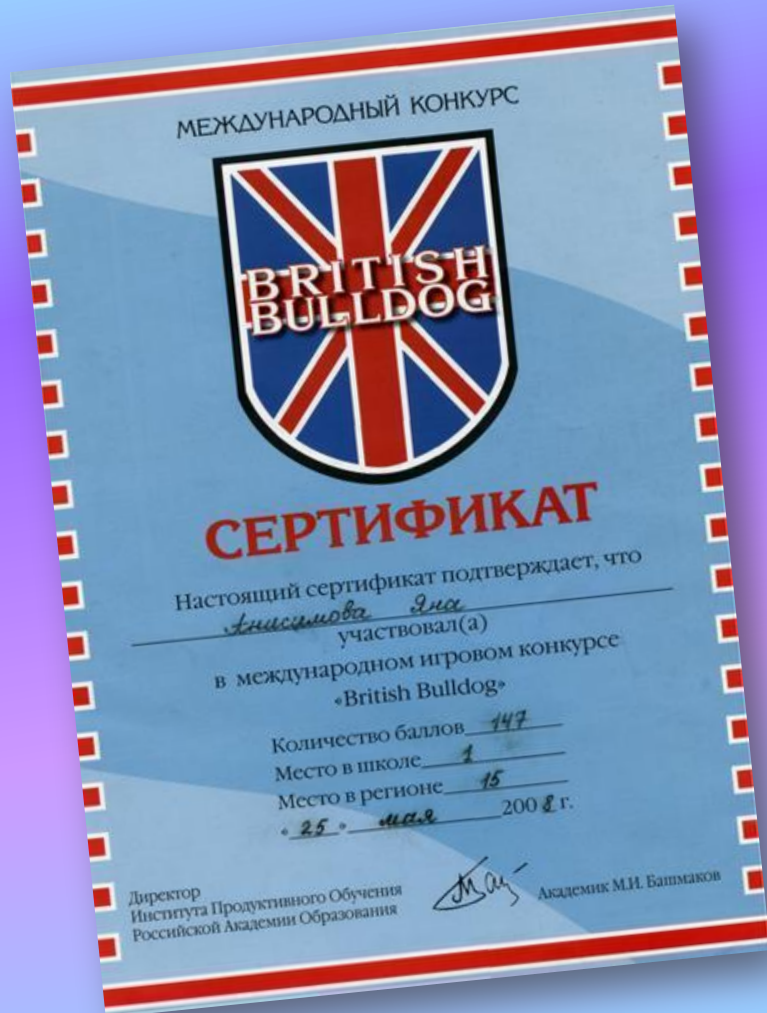 МЕЖДУНАРОДНЫЙ КОНКУРС
BRITISH
BULLDOG
СЕРТИФИКАТ
Настоящий сертификат подтверждает, что
Анисимова Яна
участвовал(а)
в международном игровом конкурсе
«British Bulldog»
Количество баллов 147
Место в школе 1
Место в регионе 15
«25» мая 2008 г.
Директор
Института Продуктивного Обучения
Российской Академии Образования
Академик М.И. Башмаков